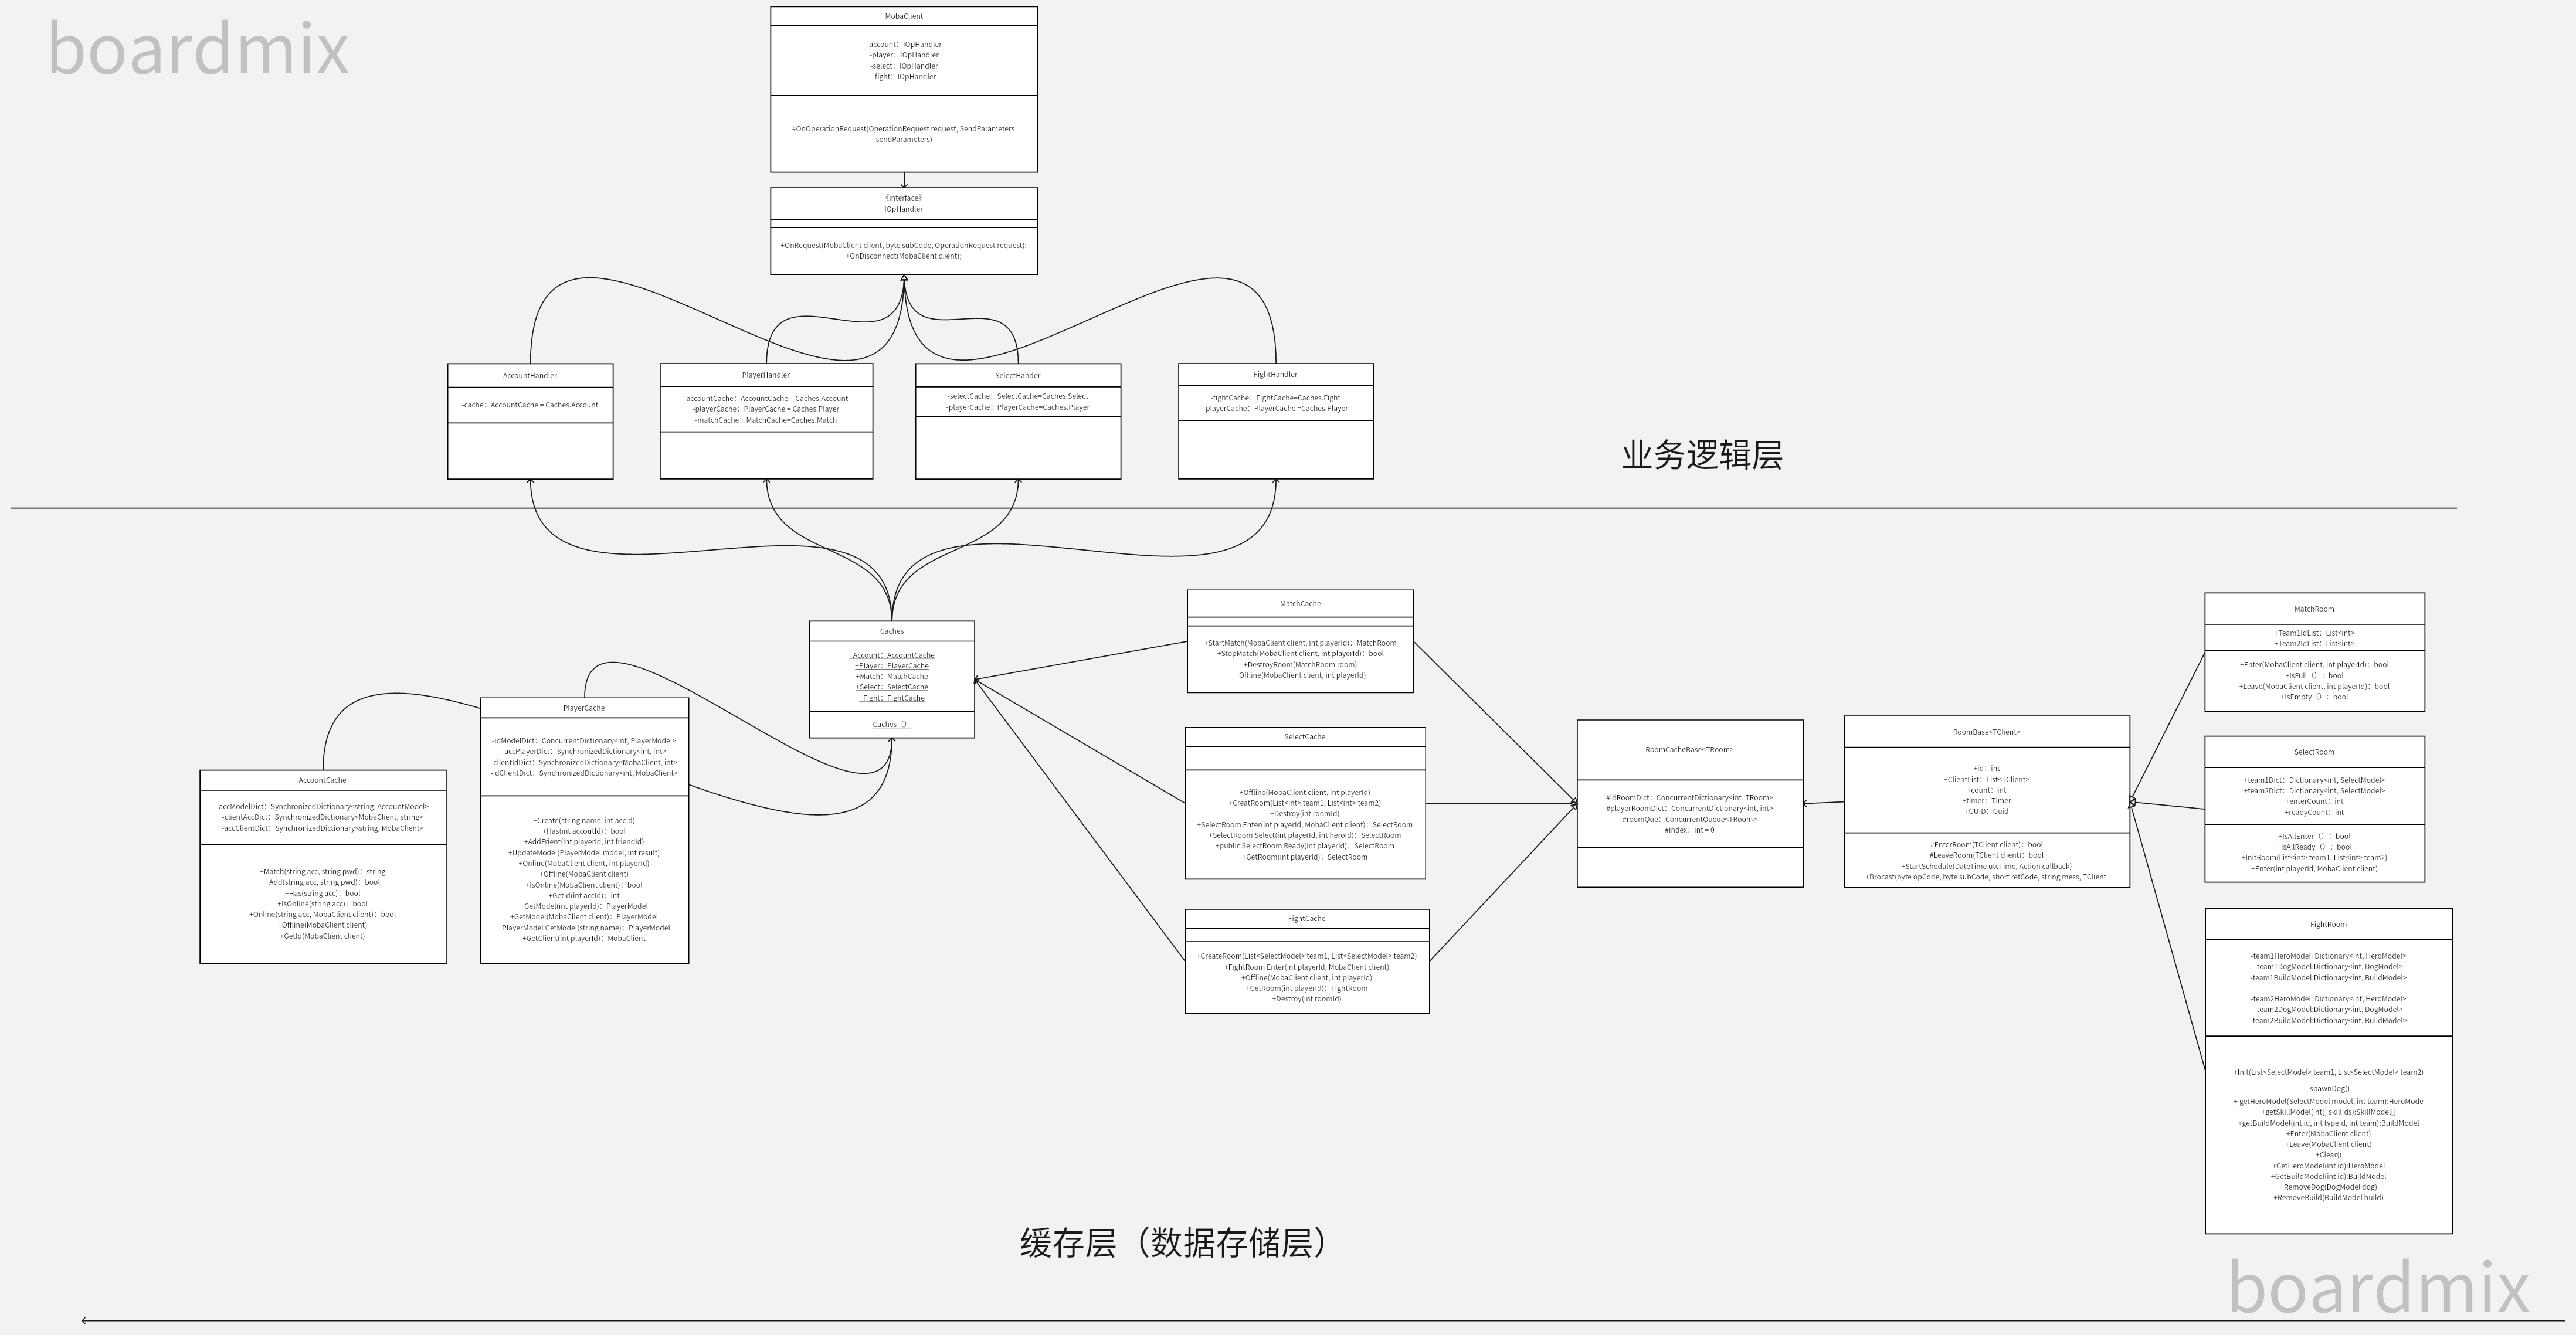 boardmix
MobaClient
-account：IOpHandler
-player：IOpHandler
-select：IOpHandler
-fight：IOpHandler
#OnOperationRequest(OperationRequest request, SendParameters
sendParameters)
《interface》
IOpHandler
+OnRequest(MobaClient client, byte subCode, OperationRequest request);
+OnDisconnect(MobaClient client);
AccountHandler
-cache：AccountCache = Caches.Account
PlayerHandler
-accountCache：AccountCache = Caches.Account
-playerCache：PlayerCache = Caches.Player
-matchCache：MatchCache=Caches.Match
SelectHander
-selectCache：SelectCache=Caches.Select
-playerCache：PlayerCache=Caches.Player
FightHandler
-fightCache：FightCache=Caches.Fight
-playerCache：PlayerCache =Caches.Player
业务逻辑层
Caches
+Account：AccountCache
+Player：PlayerCache
+Match：MatchCache
+Select：SelectCache
+Fight：FightCache
Caches（）
AccountCache
-accModelDict：SynchronizedDictionary<string, AccountModel>
-clientAccDict：SynchronizedDictionary<MobaClient, string>
-accClientDict：SynchronizedDictionary<string, MobaClient>
+Match(string acc, string pwd)：string
+Add(string acc, string pwd)：bool
+Has(string acc)：bool
+IsOnline(string acc)：bool
+Online(string acc, MobaClient client)：bool
+Offline(MobaClient client)
+GetId(MobaClient client)
PlayerCache
-idModelDict：ConcurrentDictionary<int, PlayerModel>
-accPlayerDict：SynchronizedDictionary<int, int>
-clientIdDict：SynchronizedDictionary<MobaClient, int>
-idClientDict：SynchronizedDictionary<int, MobaClient>
+Create(string name, int accId)
+Has(int accoutId)：bool
+AddFrient(int playerId, int friendId)
+UpdateModel(PlayerModel model, int result)
+Online(MobaClient client, int playerId)
+Offline(MobaClient client)
+IsOnline(MobaClient client)：bool
+GetId(int accId)：int
+GetModel(int playerId)：PlayerModel
+GetModel(MobaClient client)：PlayerModel
+PlayerModel GetModel(string name)：PlayerModel
+GetClient(int playerId)：MobaClient
MatchCache
+StartMatch(MobaClient client, int playerId)：MatchRoom
+StopMatch(MobaClient client, int playerId)：bool
+DestroyRoom(MatchRoom room)
+Offline(MobaClient client, int playerId)
SelectCache
+Offline(MobaClient client, int playerId)
+CreatRoom(List<int> team1, List<int> team2)
+Destroy(int roomId)
+SelectRoom Enter(int playerId, MobaClient client)：SelectRoom
+SelectRoom Select(int playerId, int heroId)：SelectRoom
+public SelectRoom Ready(int playerId)：SelectRoom
+GetRoom(int playerId)：SelectRoom
FightCache
+CreateRoom(List<SelectModel> team1, List<SelectModel> team2)
+FightRoom Enter(int playerId, MobaClient client)
+Offline(MobaClient client, int playerId)
+GetRoom(int playerId)：FightRoom
+Destroy(int roomId)
RoomCacheBase<TRoom>
#idRoomDict：ConcurrentDictionary<int, TRoom>
#playerRoomDict：ConcurrentDictionary<int, int>
#roomQue：ConcurrentQueue<TRoom>
#index：int = 0
RoomBase<TClient>
+id：int
+ClientList：List<TClient>
+count：int
+timer：Timer
+GUID：Guid
#EnterRoom(TClient client)：bool
#LeaveRoom(TClient client)：bool
+StartSchedule(DateTime utcTime, Action callback)
+Brocast(byte opCode, byte subCode, short retCode, string mess, TClient
MatchRoom
+Team1IdList：List<int>
+Team2IdList：List<int>
+Enter(MobaClient client, int playerId)：bool
+IsFull（）：bool
+Leave(MobaClient client, int playerId)：bool
+IsEmpty（）：bool
SelectRoom
+team1Dict：Dictionary<int, SelectModel>
+team2Dict：Dictionary<int, SelectModel>
+enterCount：int
+readyCount：int
+IsAllEnter（）：bool
+IsAllReady（）：bool
+InitRoom(List<int> team1, List<int> team2)
+Enter(int playerId, MobaClient client)
FightRoom
-team1HeroModel: Dictionary<int, HeroModel>
-team1DogModel:Dictionary<int, DogModel>
-team1BuildModel:Dictionary<int, BuildModel>
-team2HeroModel: Dictionary<int, HeroModel>
-team2DogModel:Dictionary<int, DogModel>
-team2BuildModel:Dictionary<int, BuildModel>
+Init(List<SelectModel> team1, List<SelectModel> team2)
-spawnDog()
+ getHeroModel(SelectModel model, int team):HeroMode
+getSkillModel(int[] skillIds):SkillModel[]
+getBuildModel(int id, int typeId, int team):BuildModel
+Enter(MobaClient client)
+Leave(MobaClient client)
+Clear()
+GetHeroModel(int id):HeroModel
+GetBuildModel(int id):BuildModel
+RemoveDog(DogModel dog)
+RemoveBuild(BuildModel build)
缓存层（数据存储层）
boardmix